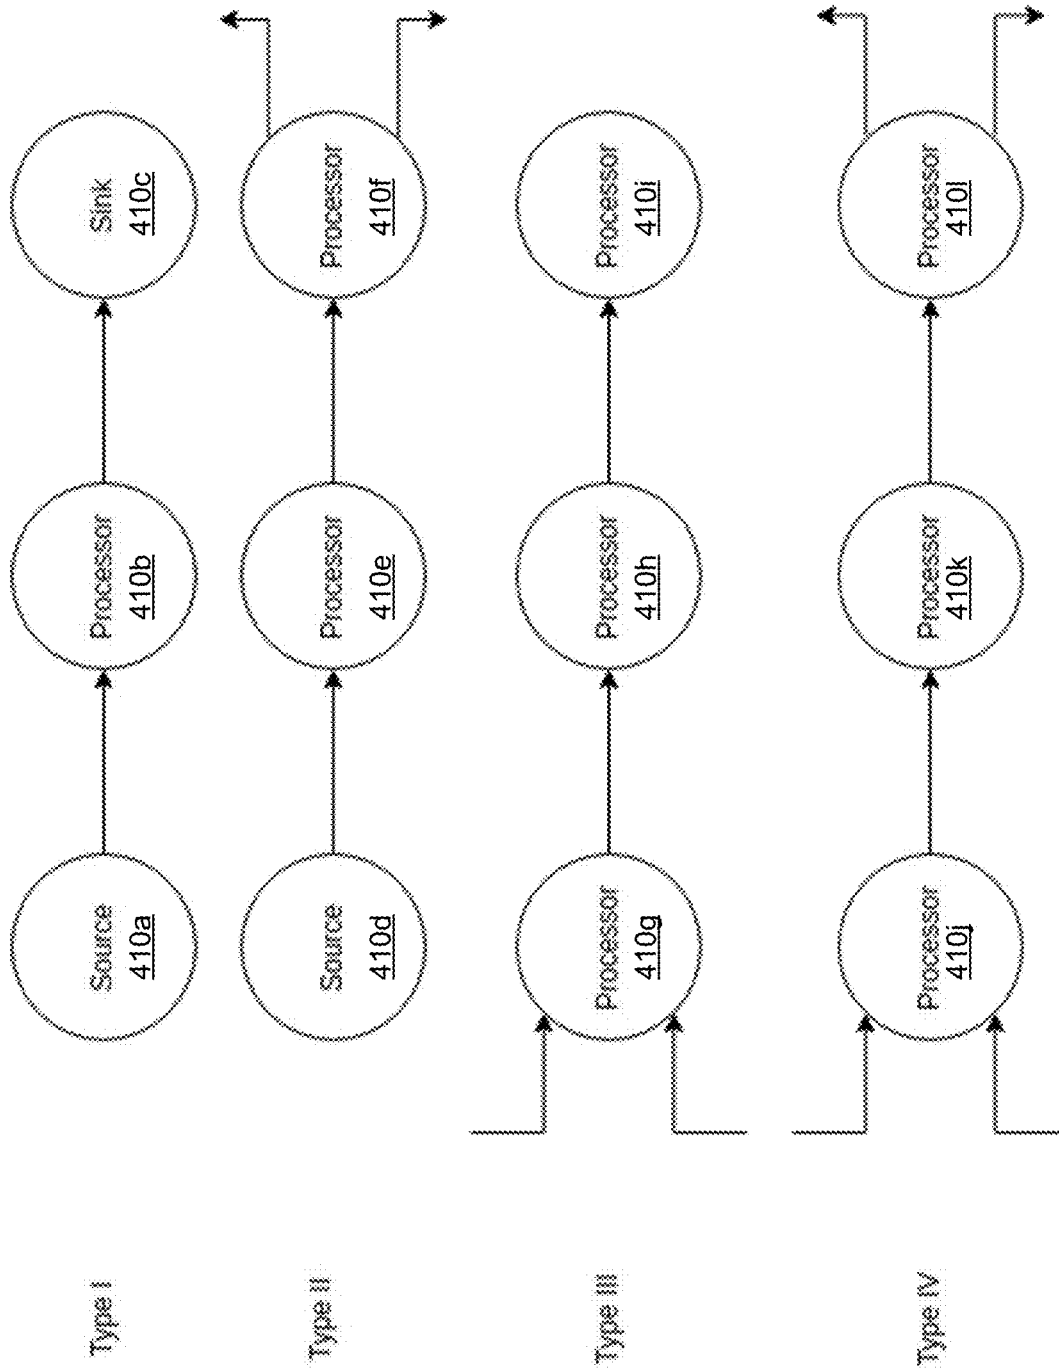 Type I
Source
410a
Processor
410b
Sink
410c
Type II
Source
410d
Processor
410e
Processor
410f
Type III
Processor
410g
Processor
410h
Processor
410i
Type IV
Processor
410j
Processor
410k
Processor
410l